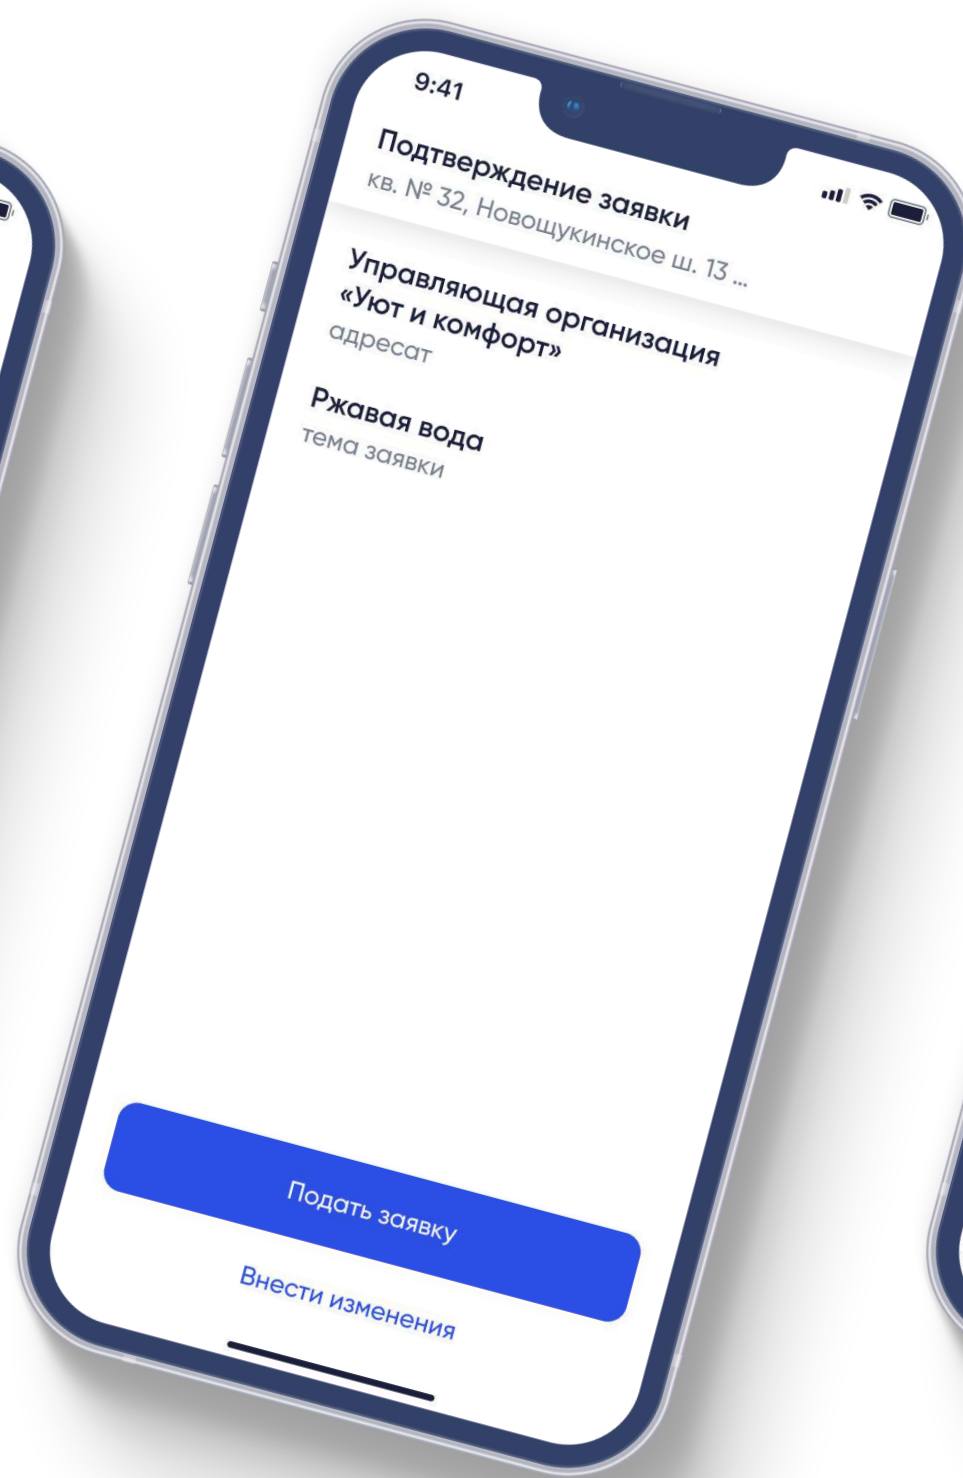 9:41
Подтверждение заявки
кв. № 32, Новощукинское ш. 13 ...
Управляющая организация
«Уют и комфорт»
адресат
Ржавая вода
тема заявки
Подать заявку
Внести изменения